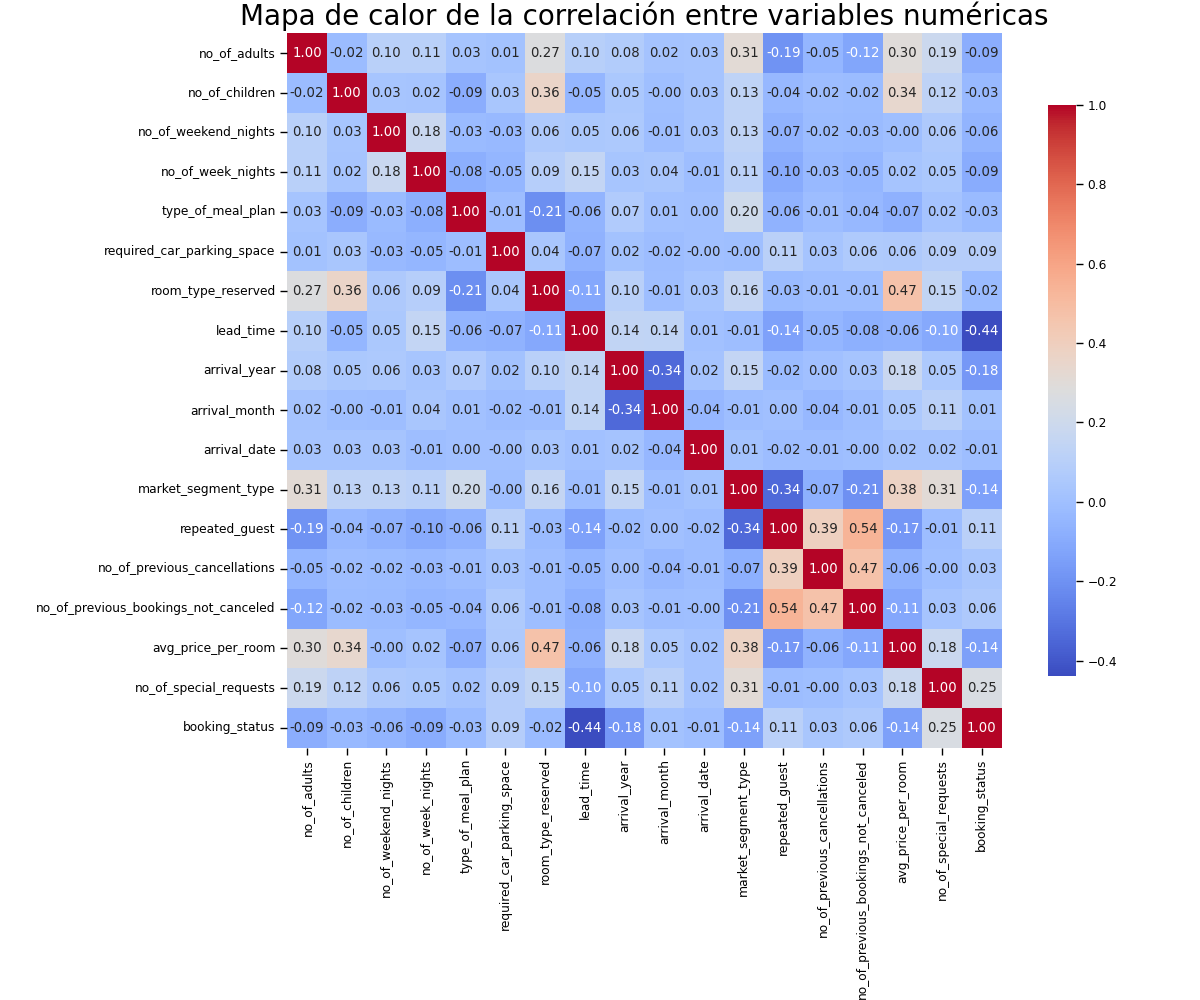 Mapa de calor de la correlación entre variables numéricas
no_of_adults 1.00 -0.02 0.10 0.11 0.03 0.01 0.27 0.10 0.08 0.02 0.03 0.31 -0.19 -0.05 -0.12 0.30 0.19 -0.09
no_of_children -0.02 1.00 0.03 0.02 -0.09 0.03 0.36 -0.05 0.05 -0.00 0.03 0.13 -0.04 -0.02 -0.02 0.34 0.12 -0.03
no_of_weekend_nights 0.10 0.03 1.00 0.18 -0.03 -0.03 0.06 0.05 0.06 -0.01 0.03 0.13 -0.07 -0.02 -0.03 -0.00 0.06 -0.06
no_of_week_nights 0.11 0.02 0.18 1.00 -0.08 -0.05 0.09 0.15 0.03 0.04 -0.01 0.11 -0.10 -0.03 -0.05 0.02 0.05 -0.09
type_of_meal_plan 0.03 -0.09 -0.03 -0.08 1.00 -0.01 -0.21 -0.06 0.07 0.01 0.00 0.20 -0.06 -0.01 -0.04 -0.07 0.02 -0.03
required_car_parking_space 0.01 0.03 -0.03 -0.05 -0.01 1.00 0.04 -0.07 0.02 -0.02 -0.00 -0.00 0.11 0.03 0.06 0.06 0.09 0.09
room_type_reserved 0.27 0.36 0.06 0.09 -0.21 0.04 1.00 -0.11 0.10 -0.01 0.03 0.16 -0.03 -0.01 -0.01 0.47 0.15 -0.02
lead_time 0.10 -0.05 0.05 0.15 -0.06 -0.07 -0.11 1.00 0.14 0.14 0.01 -0.01 -0.14 -0.05 -0.08 -0.06 -0.10 -0.44
arrival_year 0.08 0.05 0.06 0.03 0.07 0.02 0.10 0.14 1.00 -0.34 0.02 0.15 -0.02 0.00 0.03 0.18 0.05 -0.18
arrival_month 0.02 -0.00 -0.01 0.04 0.01 -0.02 -0.01 0.14 -0.34 1.00 -0.04 -0.01 0.00 -0.04 -0.01 0.05 0.11 0.01
arrival_date 0.03 0.03 0.03 -0.01 0.00 -0.00 0.03 0.01 0.02 -0.04 1.00 0.01 -0.02 -0.01 -0.00 0.02 0.02 -0.01
market_segment_type 0.31 0.13 0.13 0.11 0.20 -0.00 0.16 -0.01 0.15 -0.01 0.01 1.00 -0.34 -0.07 -0.21 0.38 0.31 -0.14
repeated_guest -0.19 -0.04 -0.07 -0.10 -0.06 0.11 -0.03 -0.14 -0.02 0.00 -0.02 -0.34 1.00 0.39 0.54 -0.17 -0.01 0.11
no_of_previous_cancellations -0.05 -0.02 -0.02 -0.03 -0.01 0.03 -0.01 -0.05 0.00 -0.04 -0.01 -0.07 0.39 1.00 0.47 -0.06 -0.00 0.03
no_of_previous_bookings_not_canceled -0.12 -0.02 -0.03 -0.05 -0.04 0.06 -0.01 -0.08 0.03 -0.01 -0.00 -0.21 0.54 0.47 1.00 -0.11 0.03 0.06
avg_price_per_room 0.30 0.34 -0.00 0.02 -0.07 0.06 0.47 -0.06 0.18 0.05 0.02 0.38 -0.17 -0.06 -0.11 1.00 0.18 -0.14
no_of_special_requests 0.19 0.12 0.06 0.05 0.02 0.09 0.15 -0.10 0.05 0.11 0.02 0.31 -0.01 -0.00 0.03 0.18 1.00 0.25
booking_status -0.09 -0.03 -0.06 -0.09 -0.03 0.09 -0.02 -0.44 -0.18 0.01 -0.01 -0.14 0.11 0.03 0.06 -0.14 0.25 1.00
no_of_adults
no_of_children
no_of_weekend_nights
no_of_week_nights
type_of_meal_plan
required_car_parking_space
room_type_reserved
lead_time
arrival_year
arrival_month
arrival_date
market_segment_type
repeated_guest
no_of_previous_cancellations
no_of_previous_bookings_not_canceled
avg_price_per_room
no_of_special_requests
booking_status
1.0
0.8
0.6
0.4
0.2
0.0
−0.2
−0.4